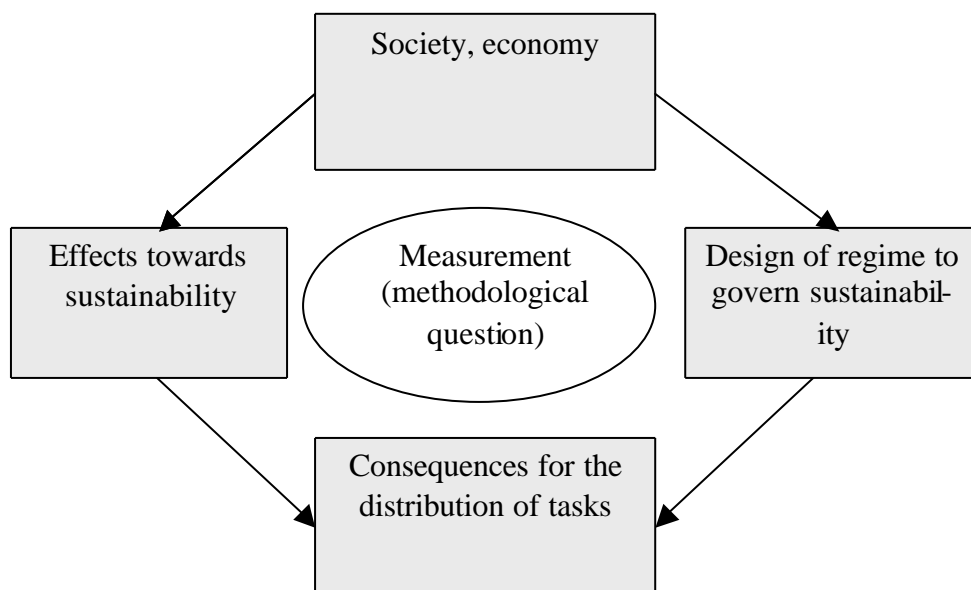 Society, economy
Effects towards
sustainability
Measurement
(methodological
question)
Design of regime to
govern sustainabil-
ity
Consequences for the
distribution of tasks